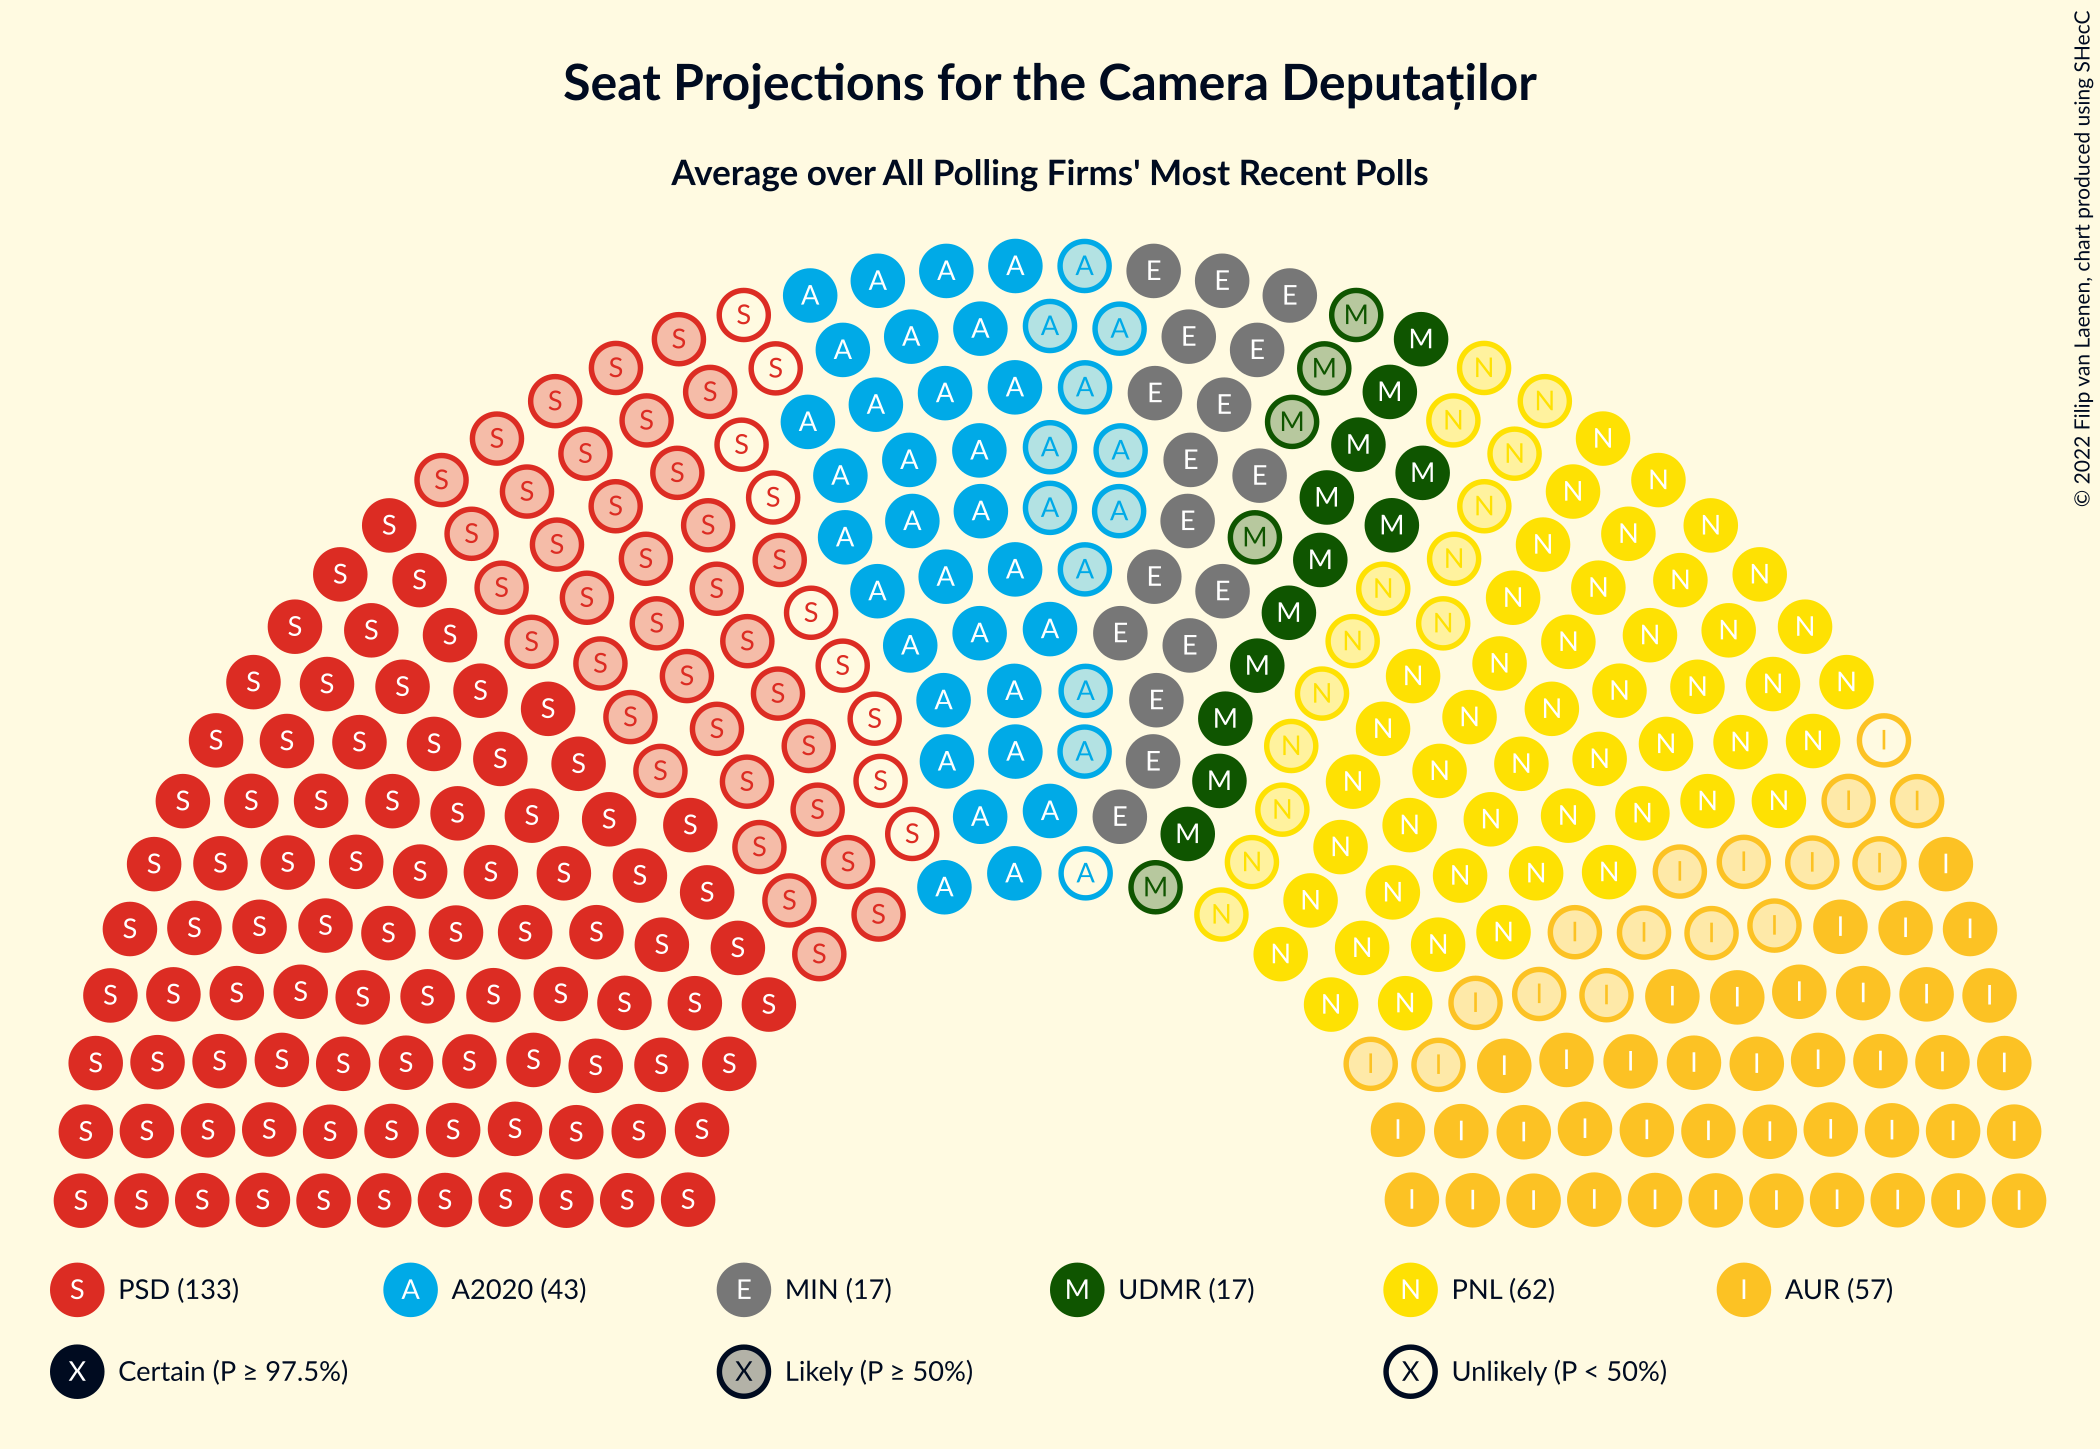 Seat Projections for the Camera Deputaților
Average over All Polling Firms' Most Recent Polls
© 2022 Filip van Laenen, chart produced using SHecC
S PSD (133) A A2020 (43) E MIN (17) M UDMR (17) N PNL (62) I AUR (57)
X Certain (P ≥ 97.5%) X Likely (P ≥ 50%) X Unlikely (P < 50%)